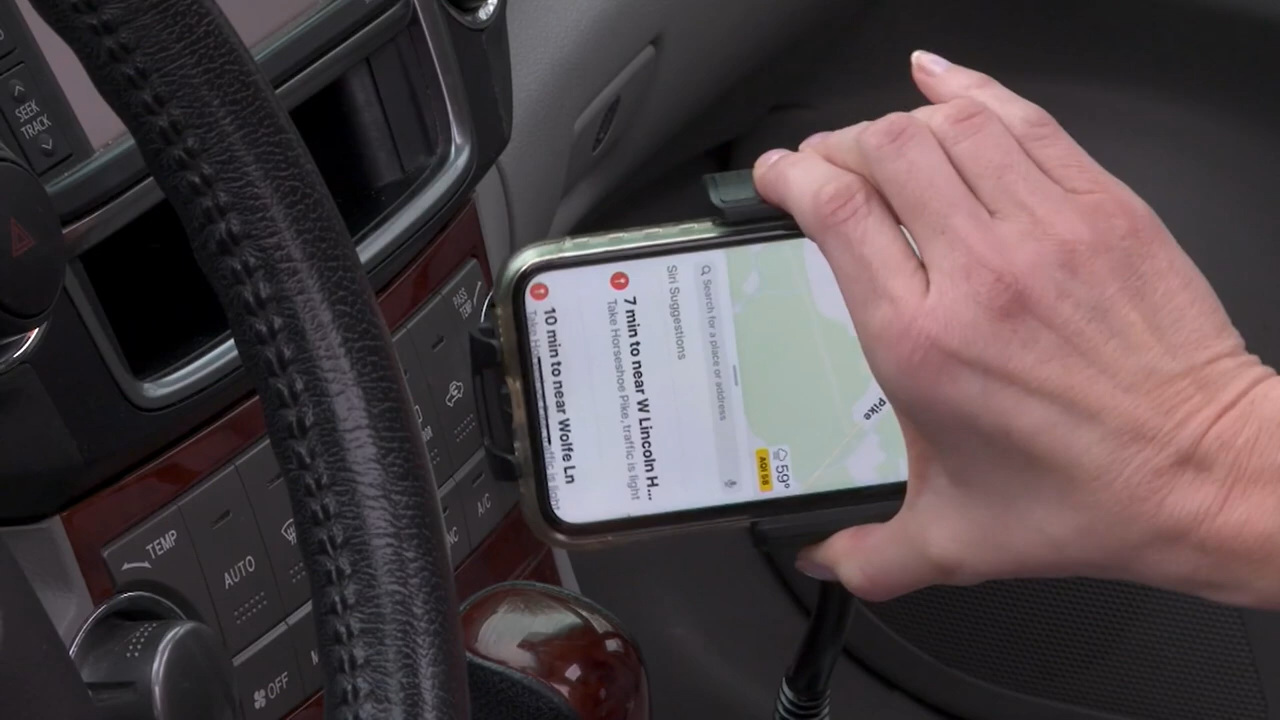 SEEK
TRACK
PASS
TEMP
TEMP
AUTO
A/C
OFF
Pike
59°
AQI 58
Search for a place or address
Siri Suggestions
7 min to near W Lincoln H...
Take Horseshoe Pike, traffic is light
10 min to near Wolfe Ln